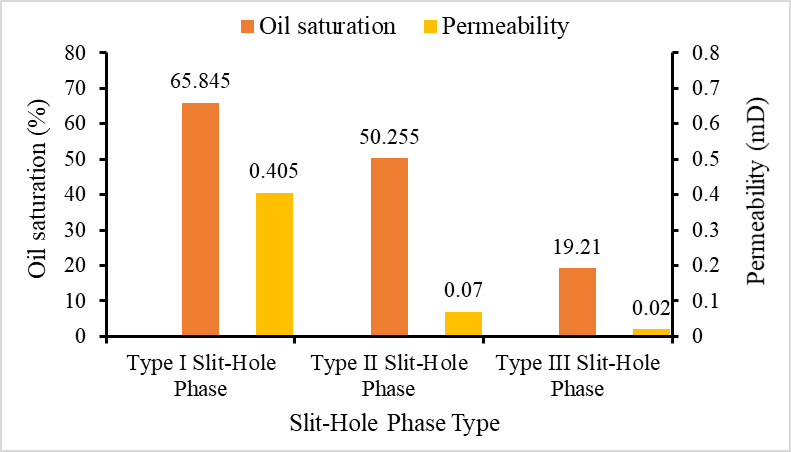 Oil saturation Permeability
80
70
60
50
40
30
20
10
0
Oil saturation (%)
65.845
0.405
50.255
0.07
19.21
0.02
0.8
0.7
0.6
0.5
0.4
0.3
0.2
0.1
0
Permeability (mD)
Type I Slit-Hole
Phase
Type II Slit-Hole
Phase
Type III Slit-Hole
Phase
Slit-Hole Phase Type